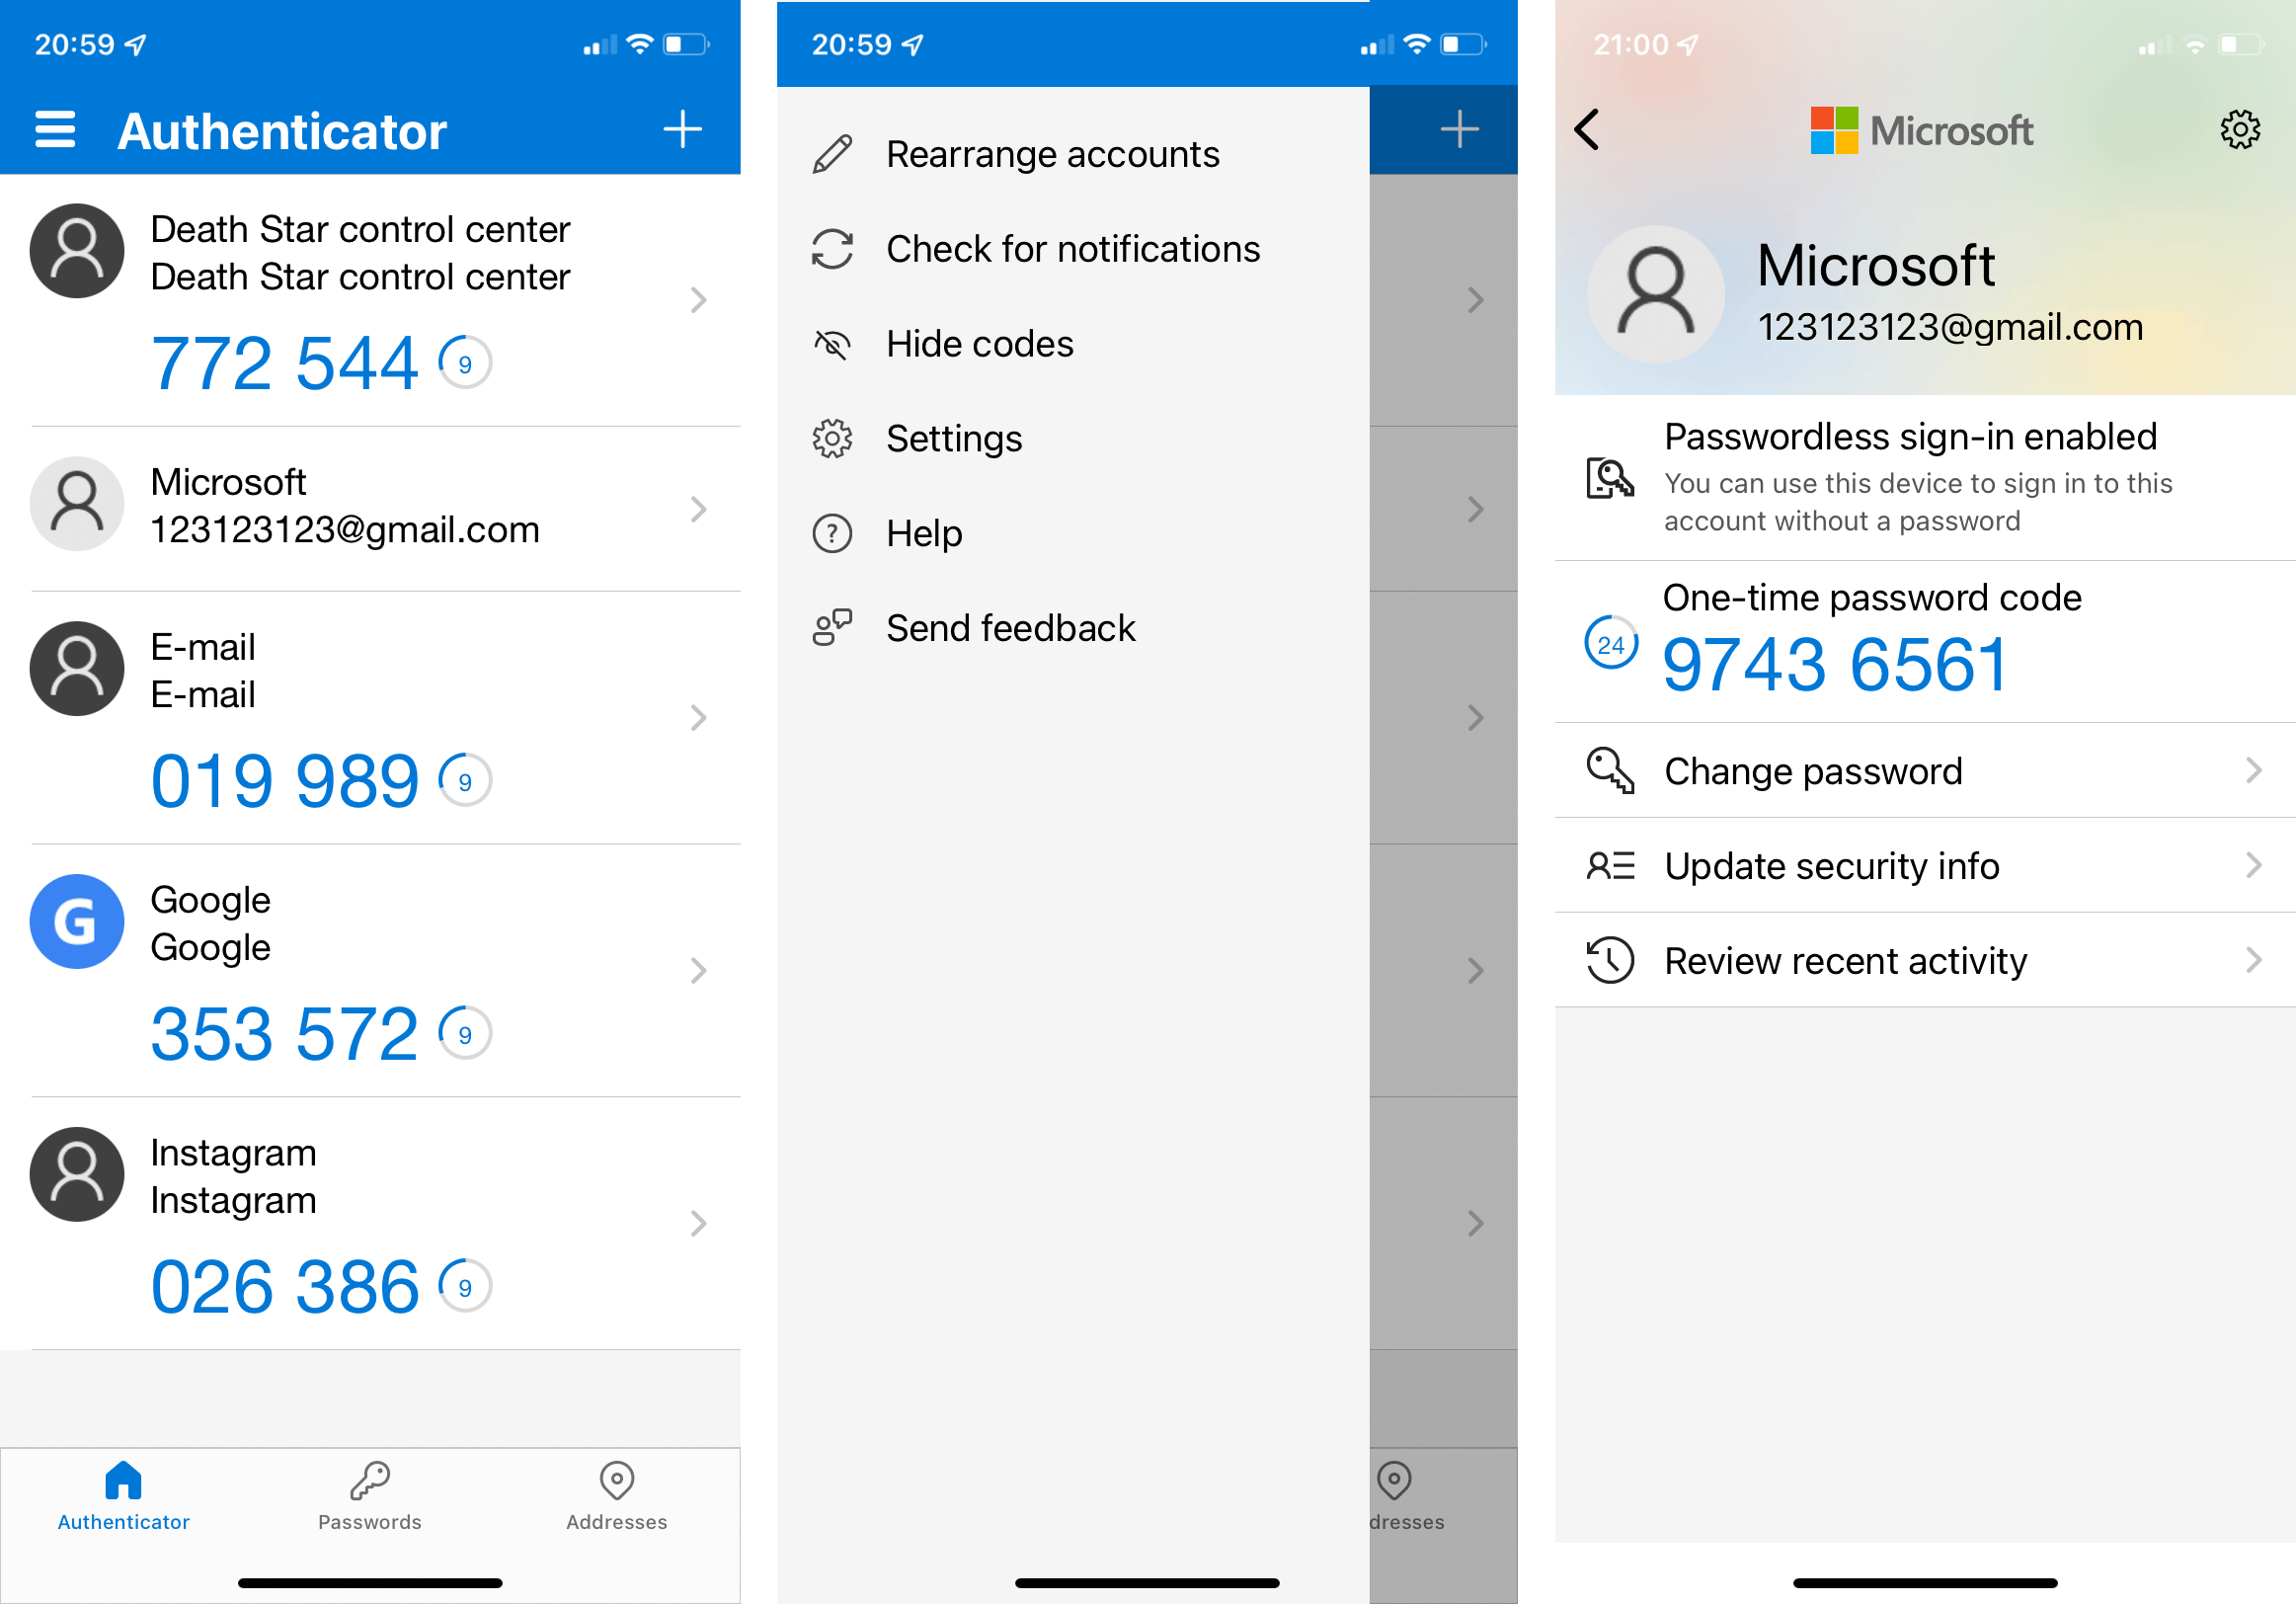 20:59
Authenticator
Death Star control center
Death Star control center
772 544
9
Microsoft
123123123@gmail.com
E-mail
E-mail
019 989
9
G
Google
Google
353 572
9
Instagram
Instagram
026 386
9
Authenticator
Passwords
Addresses
20:59
Rearrange accounts
Check for notifications
Hide codes
Settings
?
Help
Send feedback
dresses
21:00
Microsoft
Microsoft
123123123@gmail.com
Passwordless sign-in enabled
You can use this device to sign in to this
account without a password
One-time password code
24
9743 6561
Change password
Update security info
Review recent activity